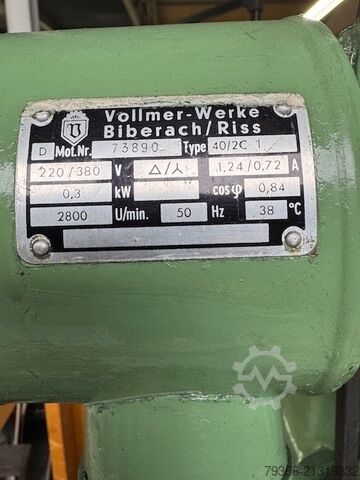 Vollmer-Werke
Biberach/Riss
D Mot.Nr. 73890 Type 40/2C 1
220/380 V △/Y 1,24/0,72 A
0,3 kW cos φ 0,84
2800 U/min. 50 Hz 38 °C
79366-21319332